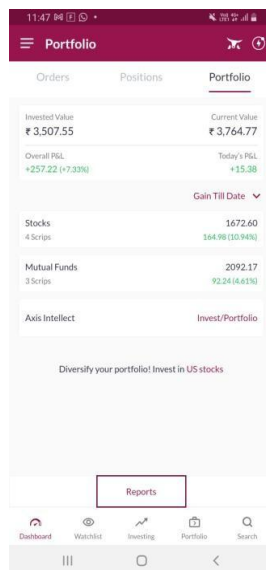 11:47
Portfolio
Orders Positions Portfolio
Invested Value Current Value
₹ 3,507.55 ₹ 3,764.77
Overall P&L Today's P&L
+257.22 (+7.33%) +15.38
Gain Till Date
Stocks 1672.60
4 Scrips 164.98 (10.94%)
Mutual Funds 2092.17
3 Scrips 92.24 (4.61%)
Axis Intellect Invest/Portfolio
Diversify your portfolio! Invest in US stocks
Reports
Dashboard Watchlist Investing Portfolio Search